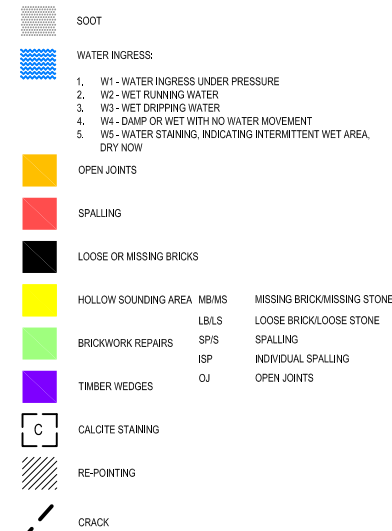 SOOT
WATER INGRESS:
1. W1 - WATER INGRESS UNDER PRESSURE
2. W2 - WET RUNNING WATER
3. W3 - WET DRIPPING WATER
4. W4 - DAMP OR WET WITH NO WATER MOVEMENT
5. W5 - WATER STAINING, INDICATING INTERMITTENT WET AREA,
DRY NOW
OPEN JOINTS
SPALLING
LOOSE OR MISSING BRICKS
HOLLOW SOUNDING AREA
BRICKWORK REPAIRS
TIMBER WEDGES
MB/MS MISSING BRICK/MISSING STONE
LB/LS LOOSE BRICK/LOOSE STONE
SP/S SPALLING
ISP INDIVIDUAL SPALLING
OJ OPEN JOINTS
C CALCITE STAINING
RE-POINTING
CRACK